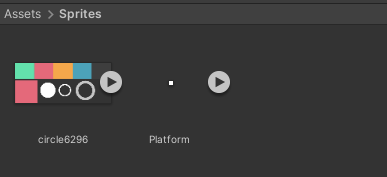 Assets > Sprites
circle6296
Platform